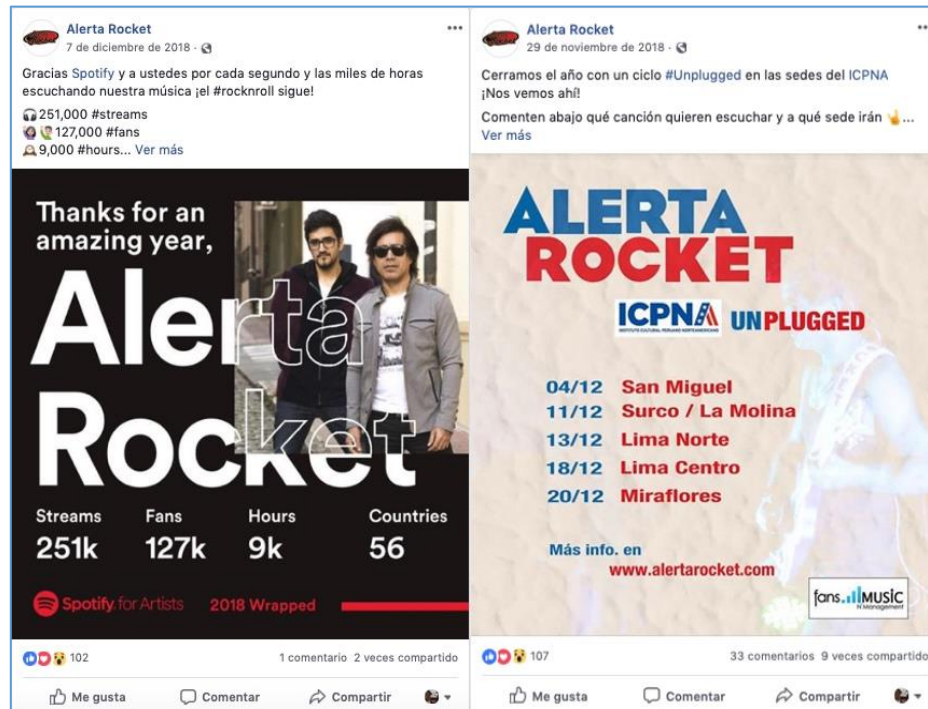 Alerta Rocket
7 de diciembre de 2018
Gracias Spotify y a ustedes por cada segundo y las miles de horas
escuchando nuestra música ¡el #rocknroll sigue!
251,000 #streams
127,000 #fans
9,000 #hours... Ver más
Thanks for an
amazing year,
Alerta
Rocket
Streams Fans Hours Countries
251k 127k 9k 56
Spotify for Artists 2018 Wrapped
102 1 comentario 2 veces compartido
Me gusta Comentar Compartir
Alerta Rocket
29 de noviembre de 2018
Cerramos el año con un ciclo #Unplugged en las sedes del ICPNA
¡Nos vemos ahí!
Comenten abajo qué canción quieren escuchar y a qué sede irán 🤘...
Ver más
ALERTA
ROCKET
ICPNA UNPLUGGED
INSTITUTO CULTURAL PERUANO NORTEAMERICANO
04/12 San Miguel
11/12 Surco / La Molina
13/12 Lima Norte
18/12 Lima Centro
20/12 Miraflores
Más info. en
www.alertarocket.com
fans MUSIC
N Management
107 33 comentarios 9 veces compartido
Me gusta Comentar Compartir